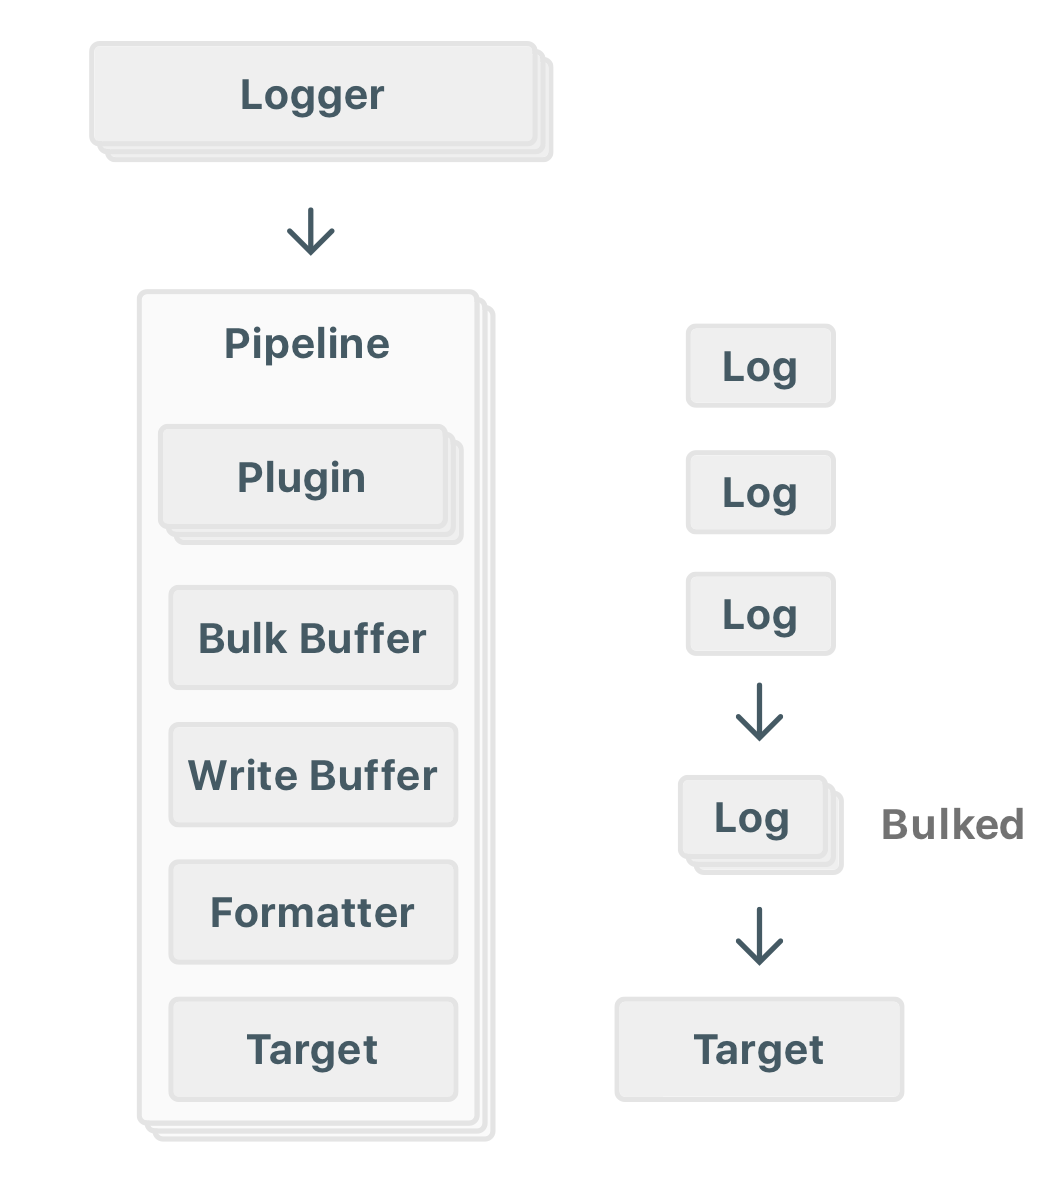 Logger
Pipeline
Plugin
Bulk Buffer
Write Buffer
Formatter
Target
Log
Log
Log
Log
Bulked
Target